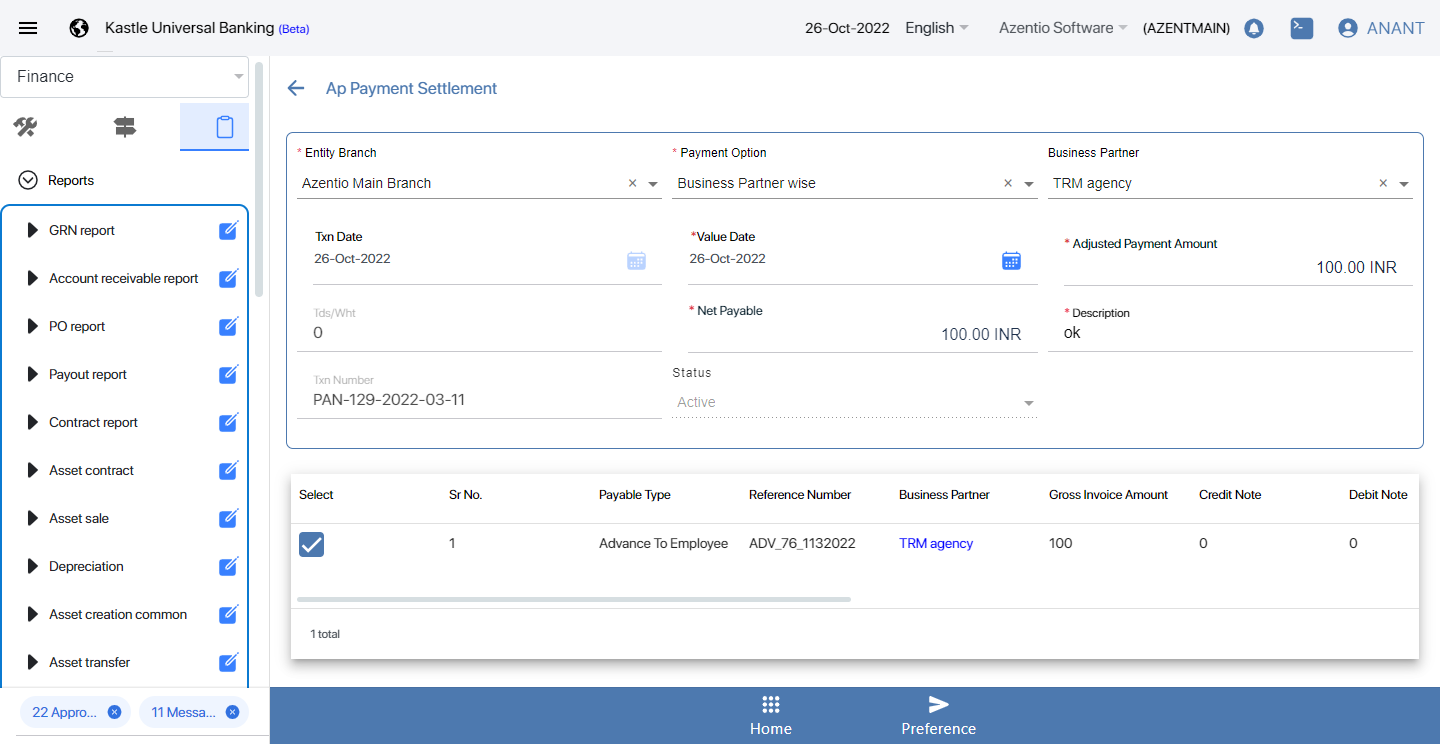 Kastle Universal Banking (Beta)
26-Oct-2022
English
Azentio Software
(AZENTMAIN)
ANANT
Finance
Reports
GRN report
Account receivable report
PO report
Payout report
Contract report
Asset contract
Asset sale
Depreciation
Asset creation common
Asset transfer
22 Appro...
11 Messa...
Ap Payment Settlement
* Entity Branch
Azentio Main Branch
* Payment Option
Business Partner wise
Business Partner
TRM agency
Txn Date
26-Oct-2022
*Value Date
26-Oct-2022
* Adjusted Payment Amount
100.00 INR
Tds/Wht
0
* Net Payable
100.00 INR
* Description
ok
Txn Number
PAN-129-2022-03-11
Status
Active
Select Sr No. Payable Type Reference Number Business Partner Gross Invoice Amount Credit Note Debit Note
1 Advance To Employee ADV_76_1132022 TRM agency 100 0 0
1 total
Home
Preference